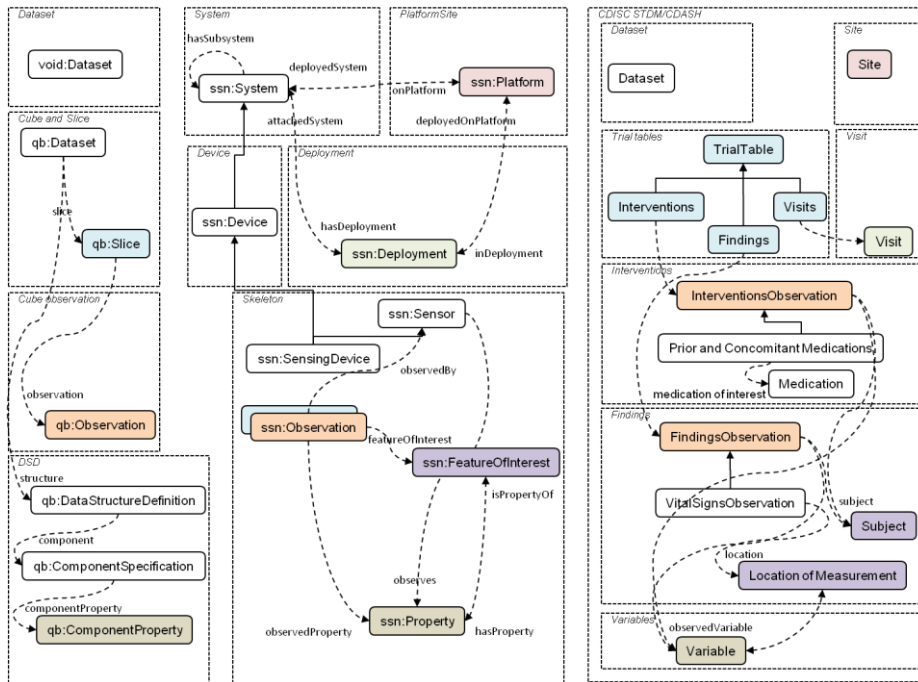 Dataset
void:Dataset
Cube and Slice
qb:Dataset
slice
qb:Slice
Cube observation
observation
qb:Observation
DSD
structure
qb:DataStructureDefinition
component
qb:ComponentSpecification
componentProperty
qb:ComponentProperty
System
hasSubsystem
ssn:System
deployedSystem
attachedSystem
PlatformSite
onPlatform
ssn:Platform
deployedOnPlatform
Device
ssn:Device
Deployment
hasDeployment
ssn:Deployment
inDeployment
Skeleton
ssn:Sensor
ssn:SensingDevice
observedBy
ssn:Observation
featureOfInterest
ssn:FeatureOfInterest
isPropertyOf
observes
ssn:Property
observedProperty
hasProperty
CDISC STDM/CDASH
Dataset
Dataset
Site
Site
Trial tables
TrialTable
Interventions
Visits
Findings
Visit
Visit
Interventions
InterventionsObservation
Prior and Concomitant Medications
Medication
medication of interest
Findings
FindingsObservation
VitalSignsObservation
subject
Subject
location
Location of Measurement
Variables
observedVariable
Variable